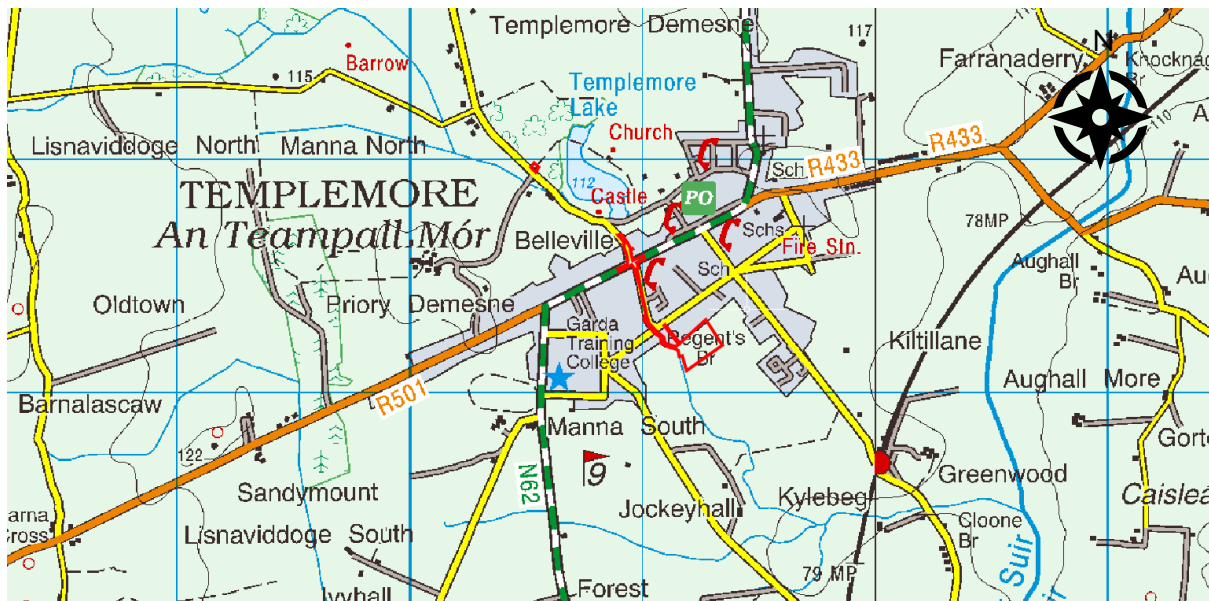 Templemore Demesne
117
N
Farranaderry
Br
Barrow
115
Templemore
Lake
110
A
Church
Lisnaviddoge North
Manna North
R433
R433
Sch
TEMPLEMORE
112
Castle
PO
An Teampall Mór
Belleville
Schs
Fire Stn.
78MP
Sch
Aughall
Br
Oldtown
Priory Demesne
Garda
Training
College
Regent's
Br
Kiltillane
R501
Aughall More
Barnalascaw
Manna South
122
N62
9
Greenwood
Sandymount
Jockeyhall
Kylebeg
Cross
Lisnaviddoge South
Cloone
Br
Suir
79 MP
Forest